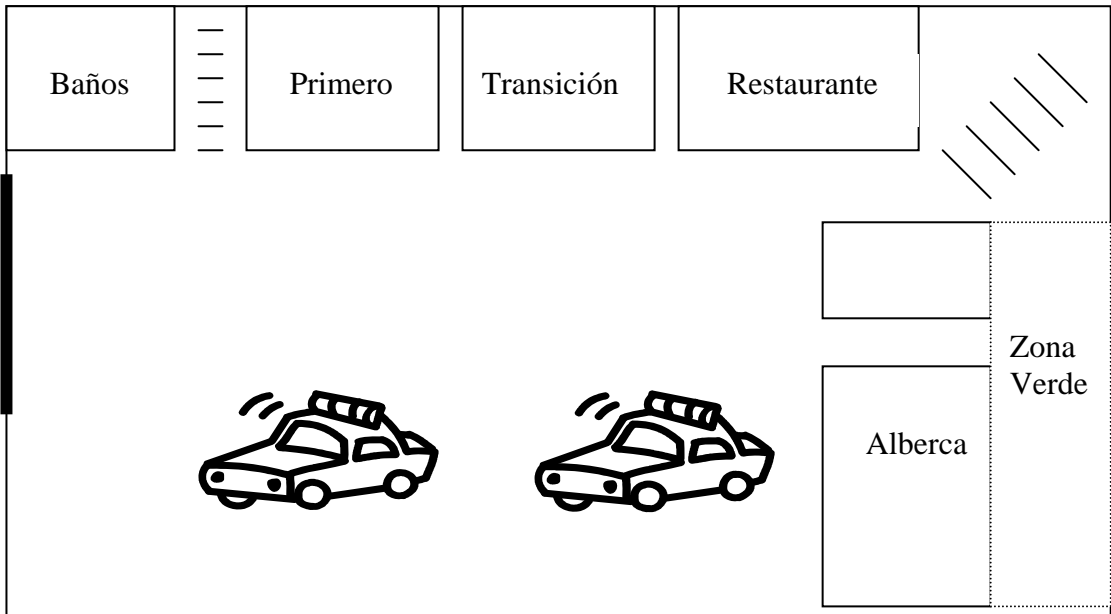 Baños
Primero
Transición
Restaurante
Zona
Verde
Alberca